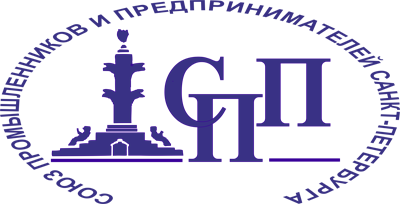 СОЮЗ ПРОМЫШЛЕННИКОВ И ПРЕДПРИНИМАТЕЛЕЙ САНКТ-ПЕТЕРБУРГА
СПП